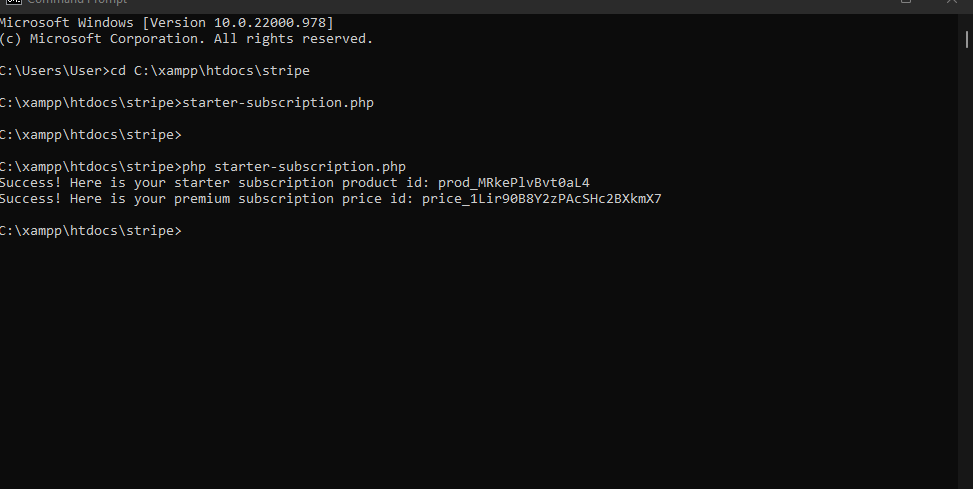 Command Prompt
Microsoft Windows [Version 10.0.22000.978]
(c) Microsoft Corporation. All rights reserved.
C:\Users\User>cd C:\xampp\htdocs\stripe
C:\xampp\htdocs\stripe>starter-subscription.php
C:\xampp\htdocs\stripe>
C:\xampp\htdocs\stripe>php starter-subscription.php
Success! Here is your starter subscription product id: prod_MRkePlvBvt0aL4
Success! Here is your premium subscription price id: price_1Lir90B8Y2zPAcSHc2BXkmX7
C:\xampp\htdocs\stripe>